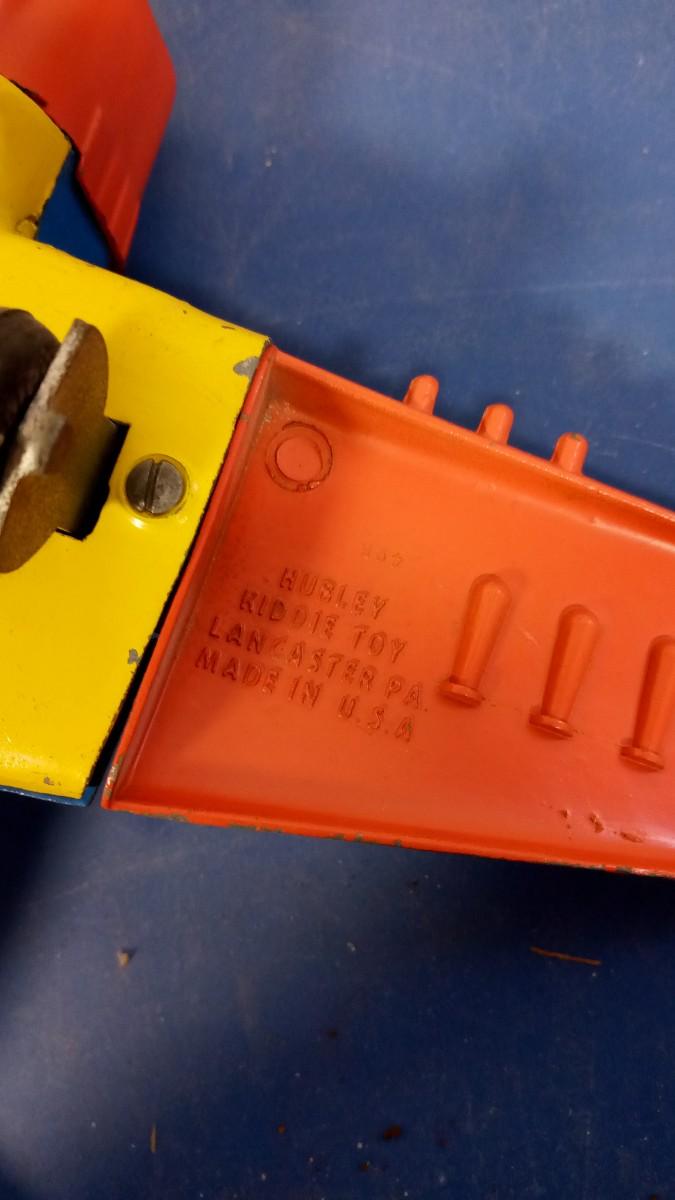 HUBLEY
KIDDIE TOY
LANCASTER PA.
MADE IN U.S.A